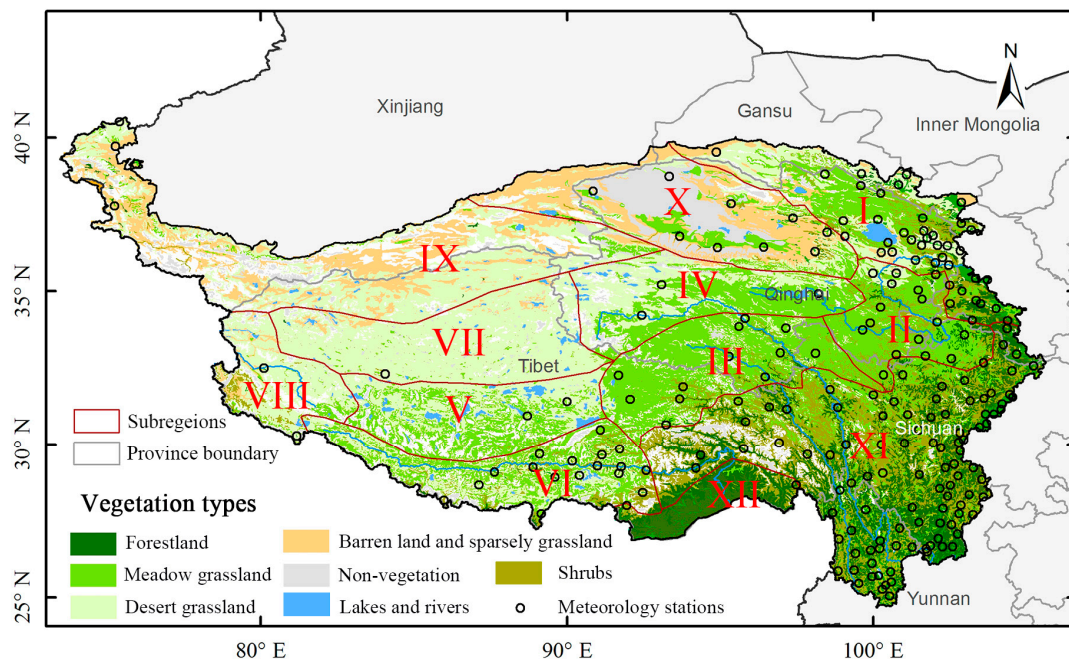 N
Xinjiang
Gansu
Inner Mongolia
40° N
35° N
30° N
25° N
X
I
IX
IV
Qinghai
II
VII
III
Tibet
VIII
V
Sichuan
XI
VI
XII
Yunnan
Subregeions
Province boundary
Vegetation types
Forestland
Barren land and sparsely grassland
Meadow grassland
Non-vegetation
Shrubs
Desert grassland
Lakes and rivers
Meteorology stations
80° E
90° E
100° E